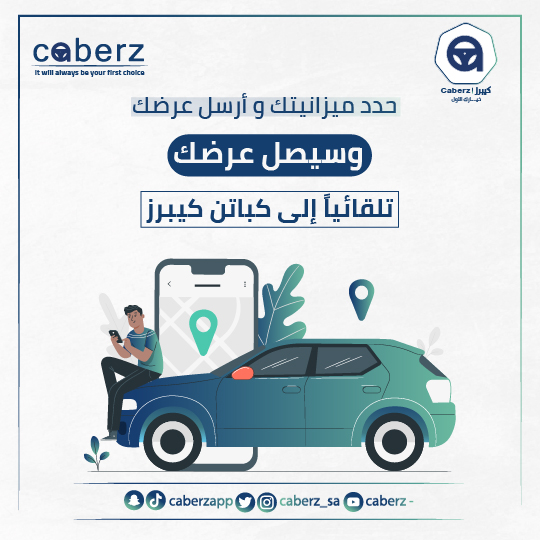 caberz
It will always be your first choice
Caberz | كيبرز
خيــارك الأول
حدد ميزانيتك و أرسل عرضك
وسيصل عرضك
تلقائياً إلى كباتن كيبرز
caberzapp caberz_sa caberz -